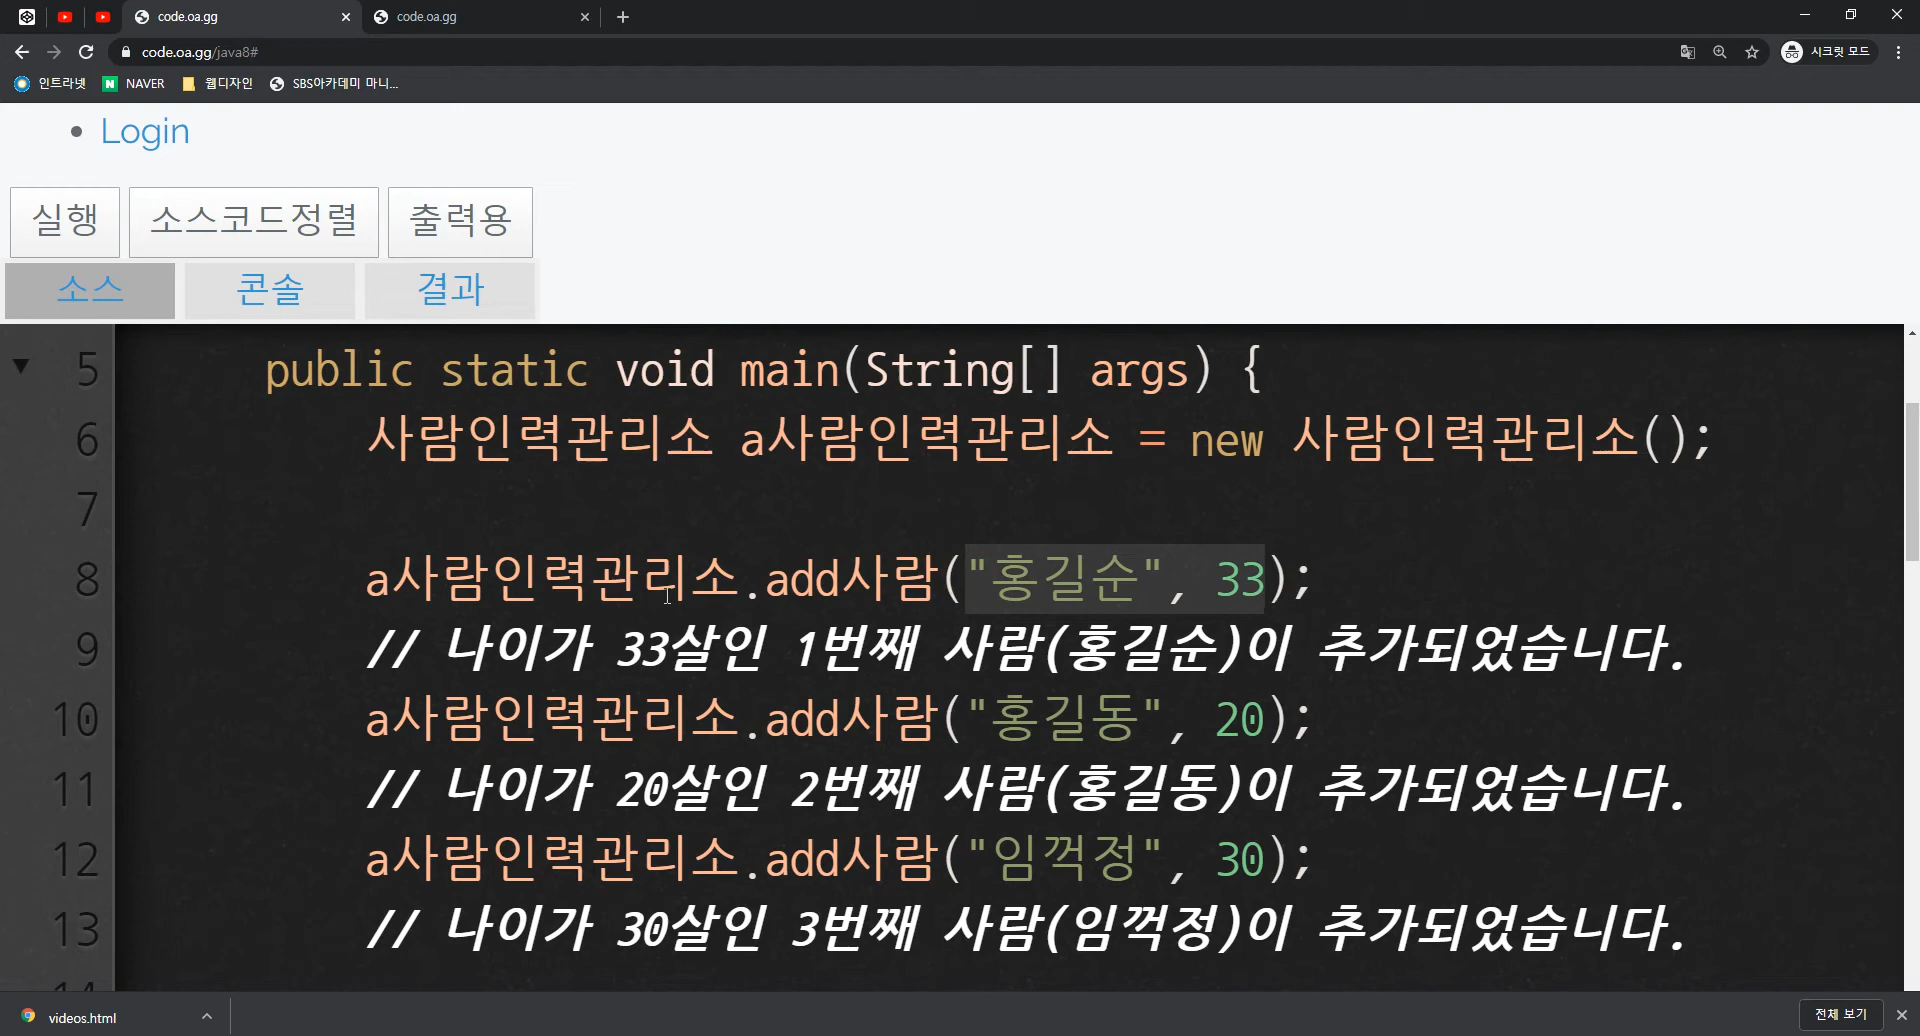 code.oa.gg
code.oa.gg
code.oa.gg/java8#
시크릿 모드
인트라넷
NAVER
웹디자인
SBS아카데미 마니...
Login
실행
소스코드정렬
출력용
소스
콘솔
결과
5 public static void main(String[] args) {
6 사람인력관리소 a사람인력관리소 = new 사람인력관리소();
7
8 a사람인력관리소.add사람("홍길순", 33);
9 // 나이가 33살인 1번째 사람(홍길순)이 추가되었습니다.
10 a사람인력관리소.add사람("홍길동", 20);
11 // 나이가 20살인 2번째 사람(홍길동)이 추가되었습니다.
12 a사람인력관리소.add사람("임꺽정", 30);
13 // 나이가 30살인 3번째 사람(임꺽정)이 추가되었습니다.
14
videos.html
전체 보기